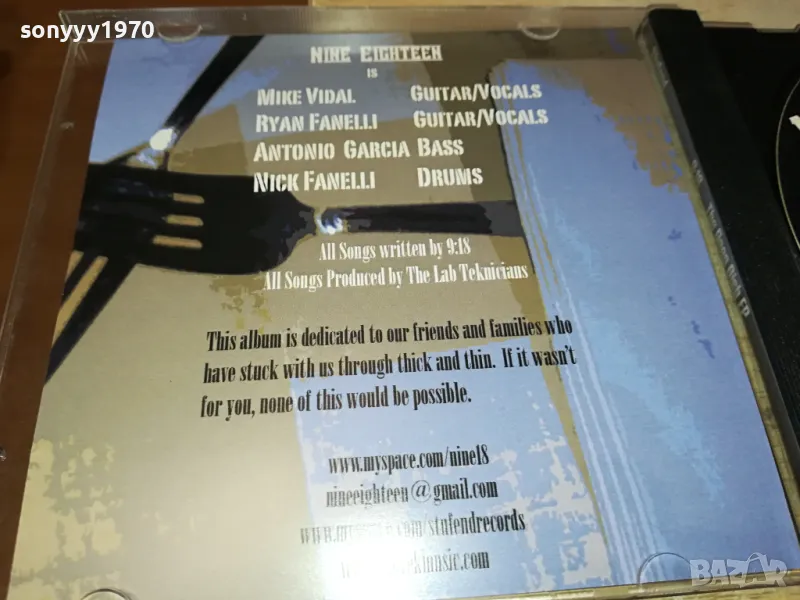 sonyyy1970
NINE EIGHTEEN
IS
MIKE VIDAL GUITAR/VOCALS
RYAN FANELLI GUITAR/VOCALS
ANTONIO GARCIA BASS
NICK FANELLI DRUMS
All Songs written by 9:18
All Songs Produced by The Lab Teknicians
This album is dedicated to our friends and families who
have stuck with us through thick and thin. If it wasn't
for you, none of this would be possible.
www.myspace.com/nine18
nineeighteen@gmail.com
BAZAR